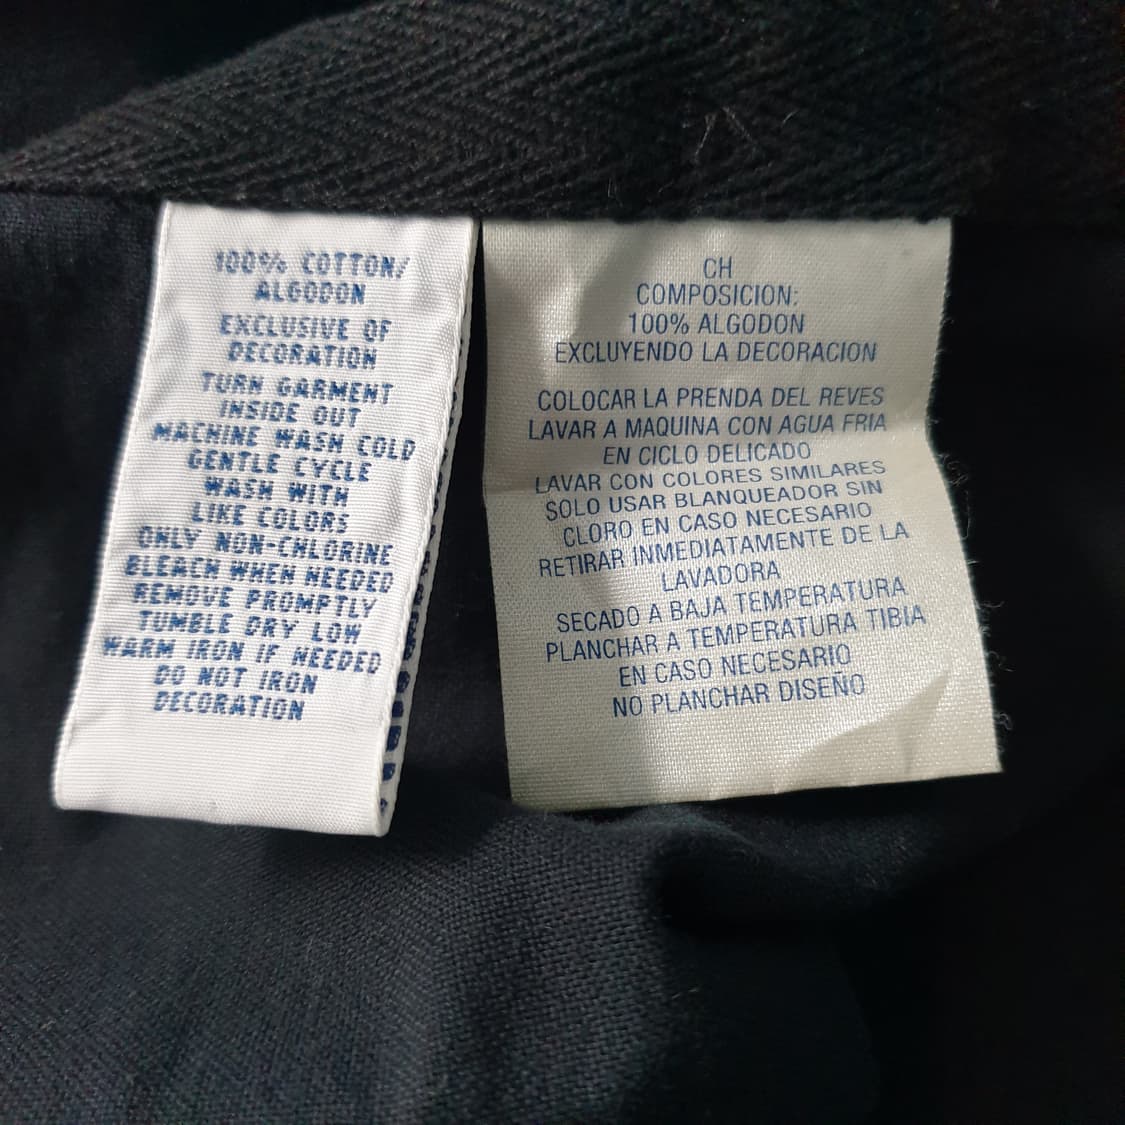 100% COTTON/
ALGODON
EXCLUSIVE OF
DECORATION
TURN GARMENT
INSIDE OUT
MACHINE WASH COLD
GENTLE CYCLE
WASH WITH
LIKE COLORS
ONLY NON-CHLORINE
BLEACH WHEN NEEDED
REMOVE PROMPTLY
TUMBLE DRY LOW
WARM IRON IF NEEDED
DO NOT IRON
DECORATION
CH
COMPOSICION:
100% ALGODON
EXCLUYENDO LA DECORACION
COLOCAR LA PRENDA DEL REVES
LAVAR A MAQUINA CON AGUA FRIA
EN CICLO DELICADO
LAVAR CON COLORES SIMILARES
SOLO USAR BLANQUEADOR SIN
CLORO EN CASO NECESARIO
RETIRAR INMEDIATAMENTE DE LA
LAVADORA
SECADO A BAJA TEMPERATURA
PLANCHAR A TEMPERATURA TIBIA
EN CASO NECESARIO
NO PLANCHAR DISEÑO